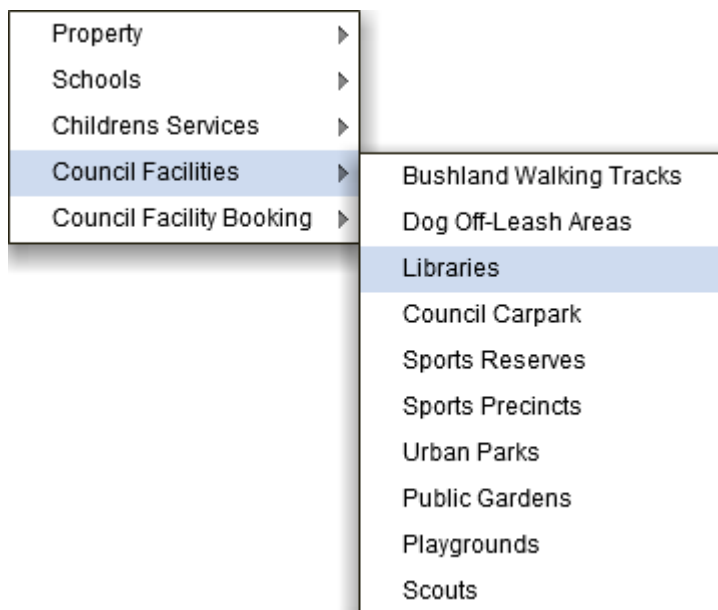 Property
Schools
Childrens Services
Council Facilities
Council Facility Booking
Bushland Walking Tracks
Dog Off-Leash Areas
Libraries
Council Carpark
Sports Reserves
Sports Precincts
Urban Parks
Public Gardens
Playgrounds
Scouts